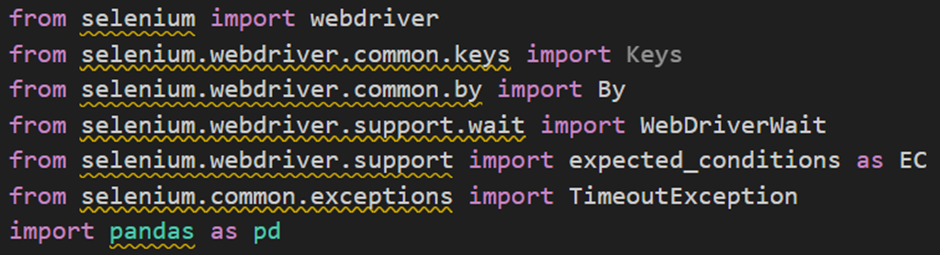 from selenium import webdriver
from selenium.webdriver.common.keys import Keys
from selenium.webdriver.common.by import By
from selenium.webdriver.support.wait import WebDriverWait
from selenium.webdriver.support import expected_conditions as EC
from selenium.common.exceptions import TimeoutException
import pandas as pd